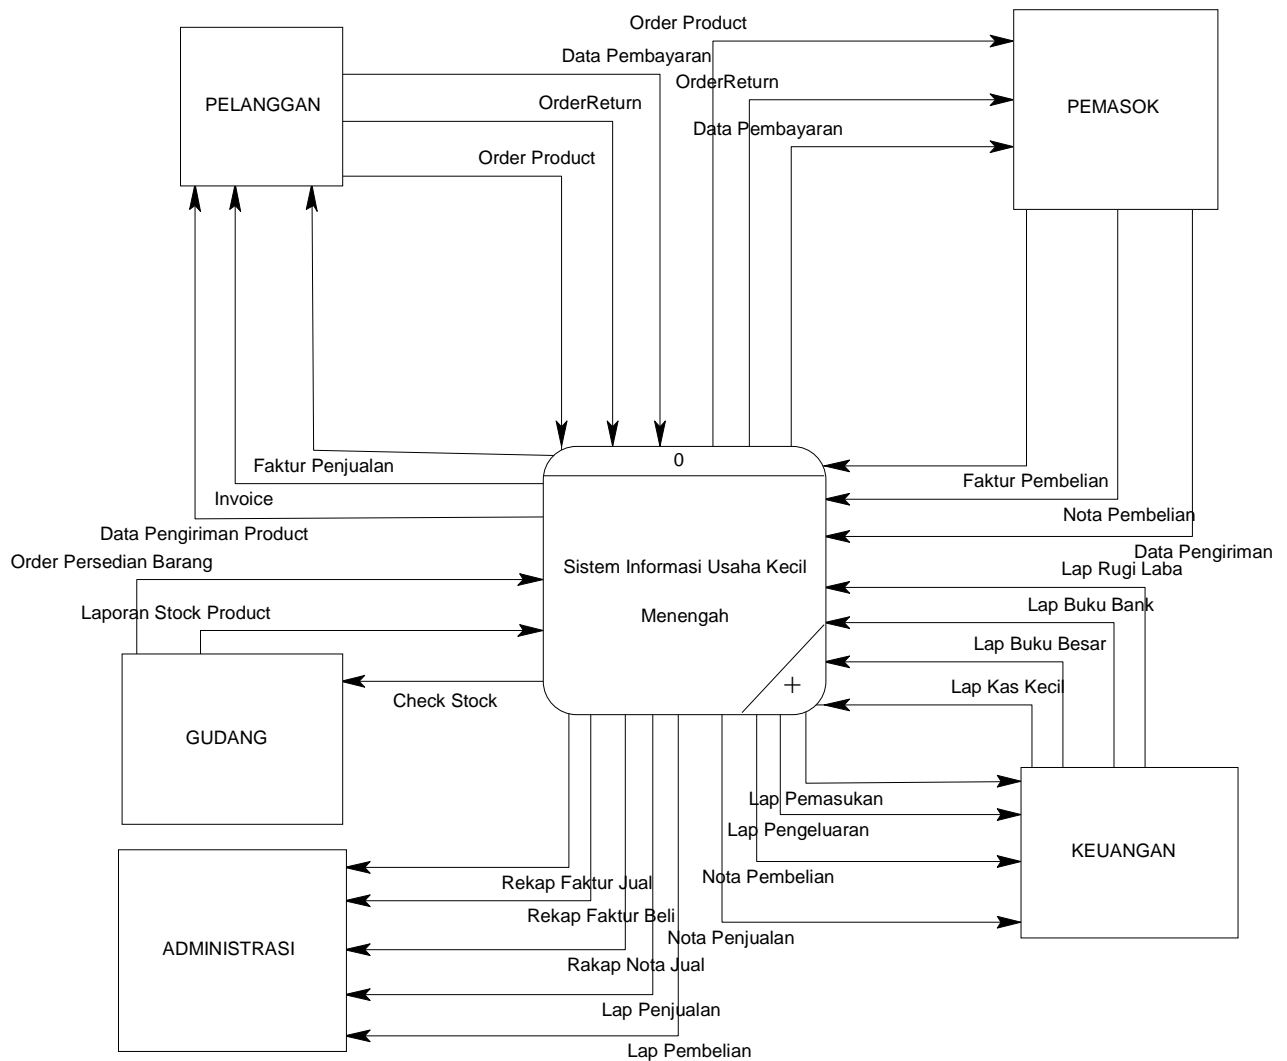 Order Product
Data Pembayaran
PELANGGAN
OrderReturn
OrderReturn
PEMASOK
Data Pembayaran
Order Product
0
Faktur Penjualan
Faktur Pembelian
Invoice
Nota Pembelian
Data Pengiriman Product
Data Pengiriman
Order Persedian Barang
Sistem Informasi Usaha Kecil
Menengah
Lap Rugi Laba
Laporan Stock Product
Lap Buku Bank
Lap Buku Besar
+
Lap Kas Kecil
Check Stock
GUDANG
Lap Pemasukan
Lap Pengeluaran
KEUANGAN
Nota Pembelian
Rekap Faktur Jual
Rekap Faktur Beli
Nota Penjualan
ADMINISTRASI
Rakap Nota Jual
Lap Penjualan
Lap Pembelian